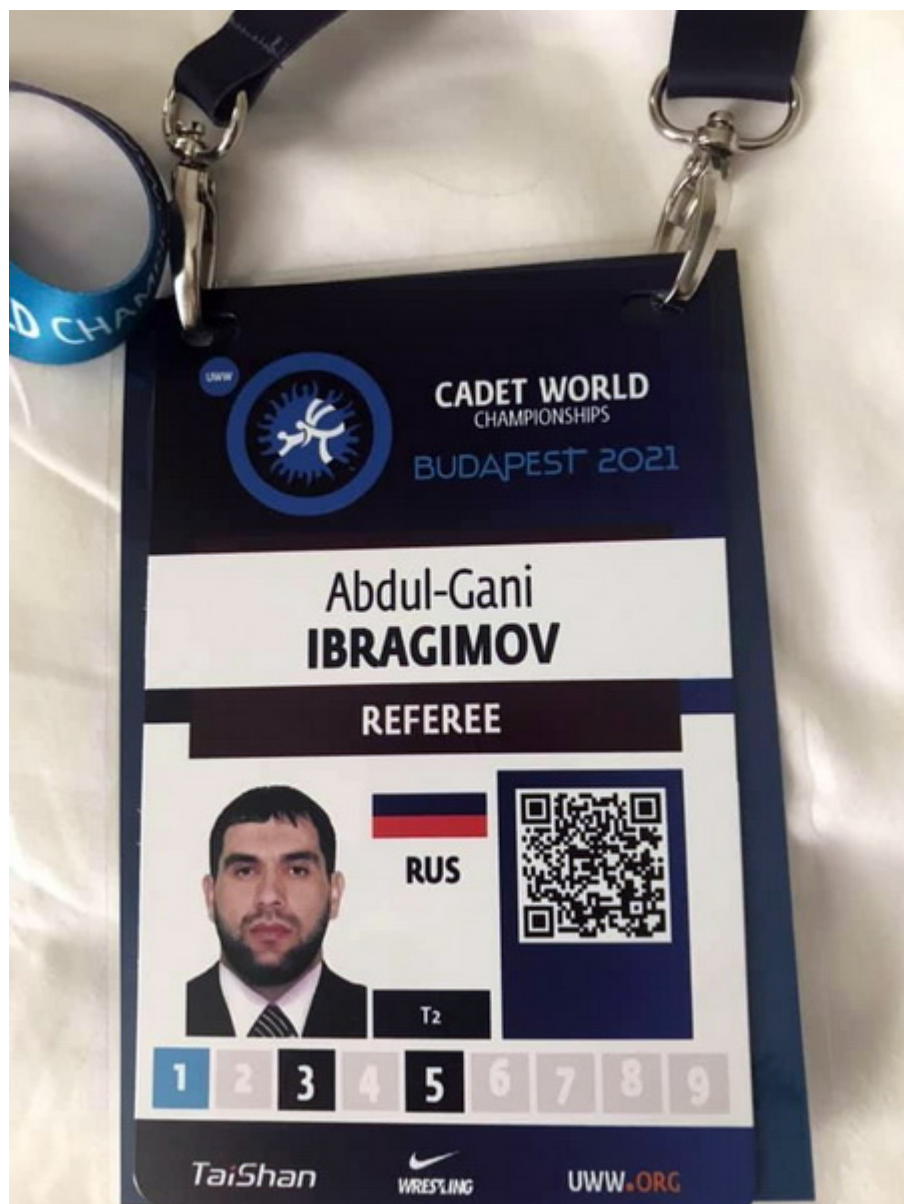 D CHAM
UWW
CADET WORLD
CHAMPIONSHIPS
BUDAPEST 2021
Abdul-Gani
IBRAGIMOV
REFEREE
RUS
T2
1 2 3 4 5 6 7 8 9
TaiShan
WRESTLING
UWW.ORG